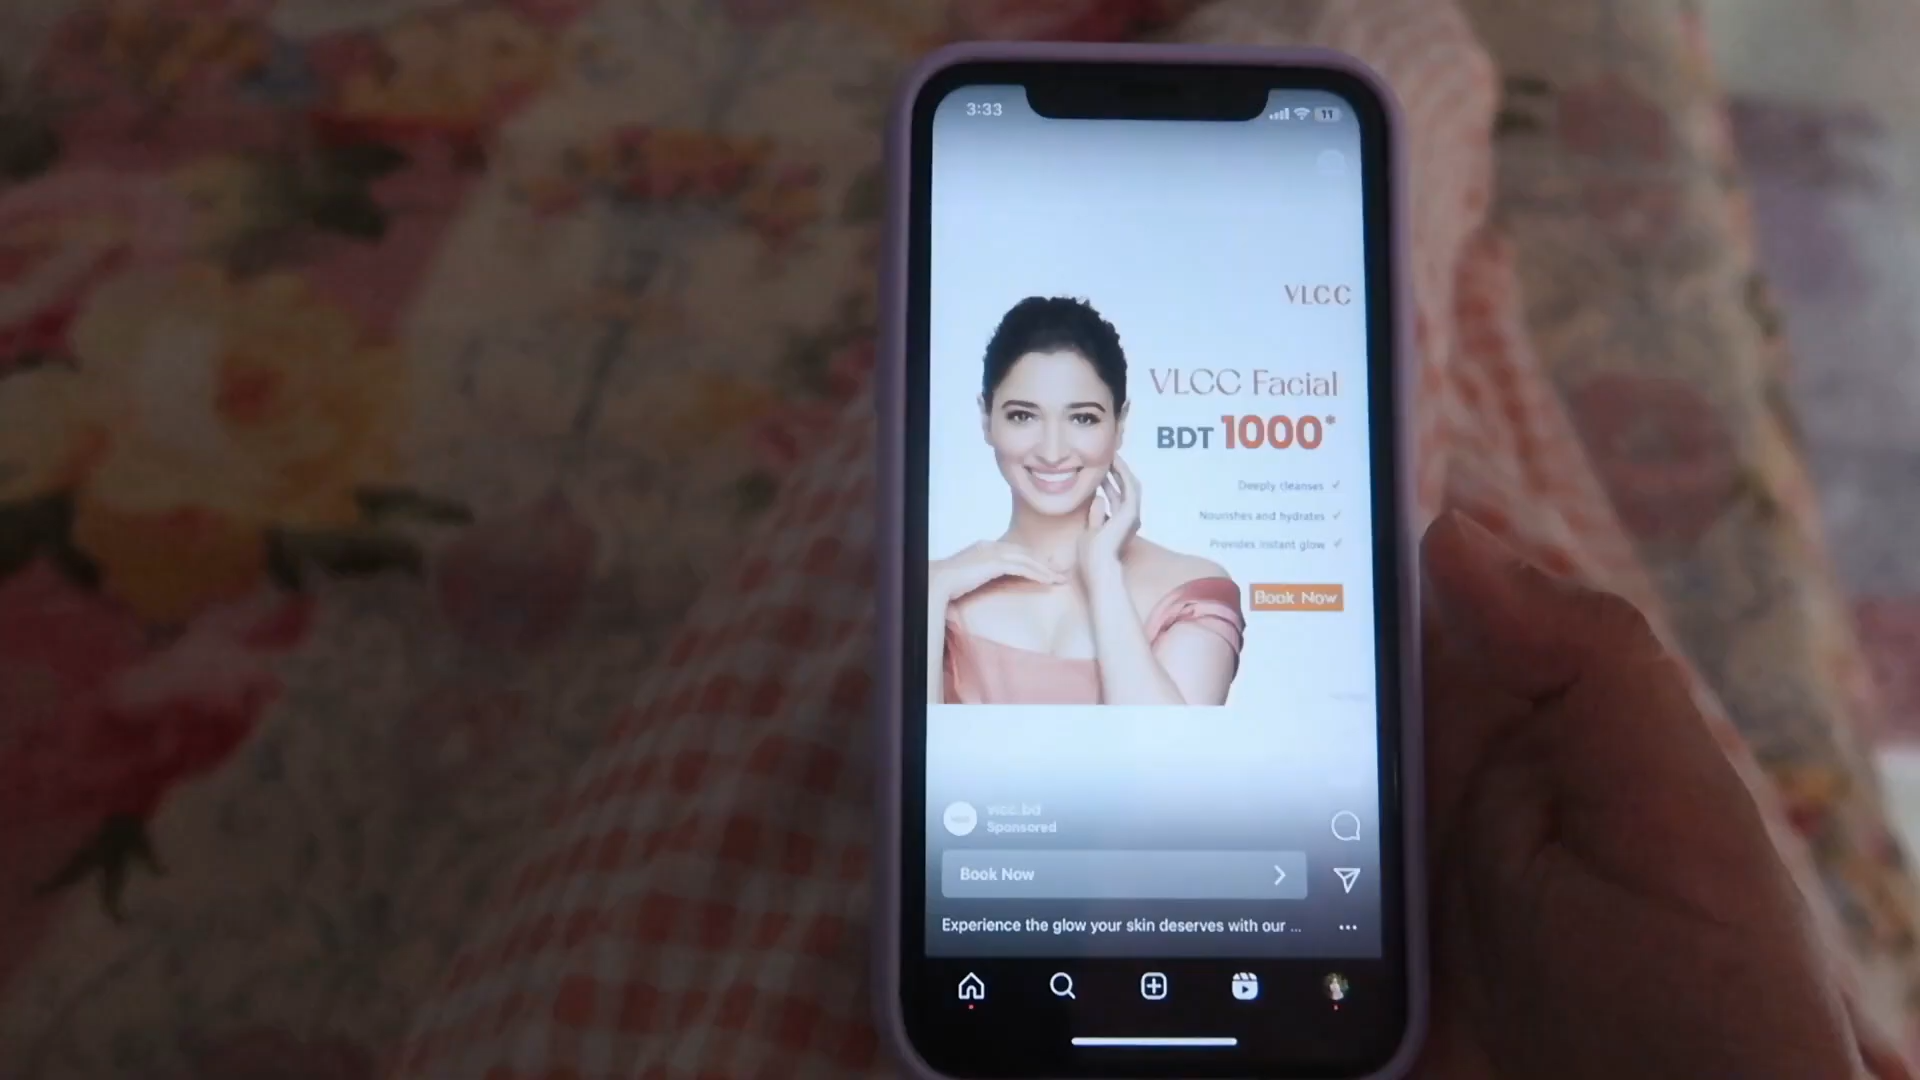 3:33
11
VLCC
VLCC Facial
BDT 1000*
Deeply cleanses ✓
Nourishes and hydrates ✓
Provides instant glow ✓
Book Now
vlcc.bd
Sponsored
Book Now
Experience the glow your skin deserves with our ...